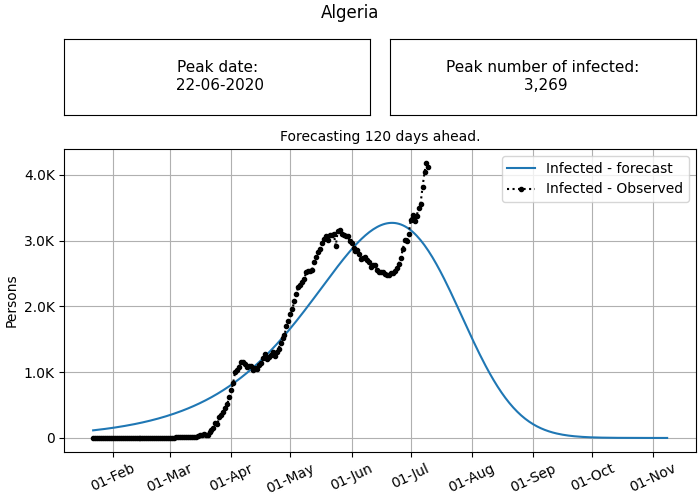 Algeria
Peak date:
22-06-2020
Peak number of infected:
3,269
Forecasting 120 days ahead.
Infected - forecast
Infected - Observed
Persons
4.0K
3.0K
2.0K
1.0K
0
01-Feb
01-Mar
01-Apr
01-May
01-Jun
01-Jul
01-Aug
01-Sep
01-Oct
01-Nov